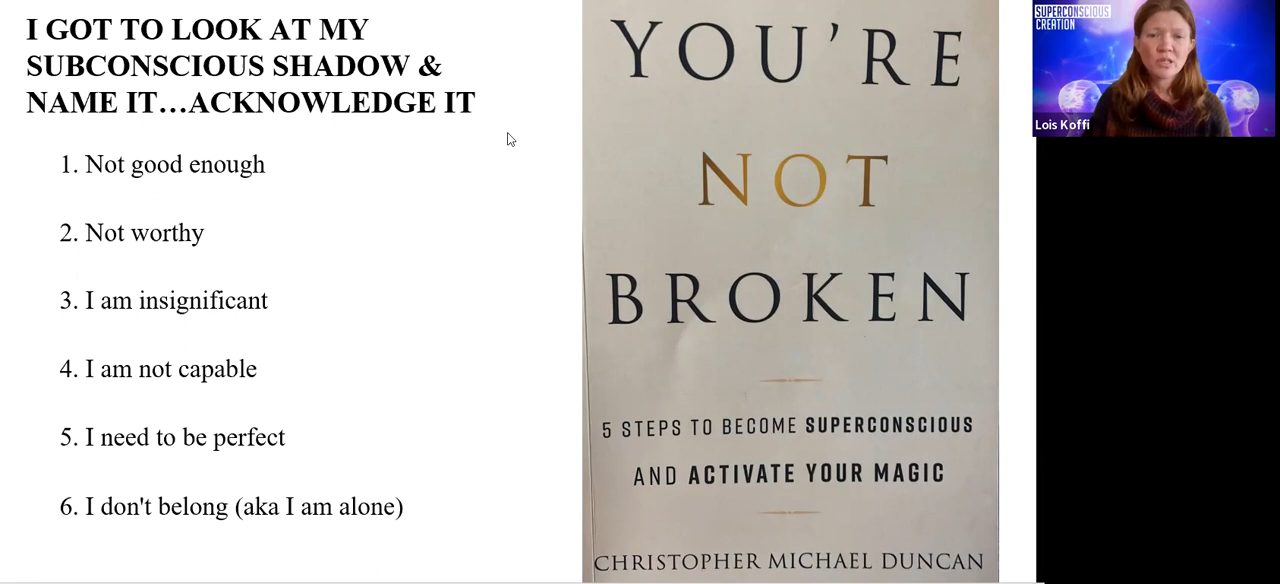 I GOT TO LOOK AT MY
SUBCONSCIOUS SHADOW &
NAME IT...ACKNOWLEDGE IT
1. Not good enough
2. Not worthy
3. I am insignificant
4. I am not capable
5. I need to be perfect
6. I don't belong (aka I am alone)
YOU'RE
NOT
BROKEN
5 STEPS TO BECOME SUPERCONSCIOUS
AND ACTIVATE YOUR MAGIC
CHRISTOPHER MICHAEL DUNCAN
SUPERCONSCIOUS
CREATION
Lois Koffi